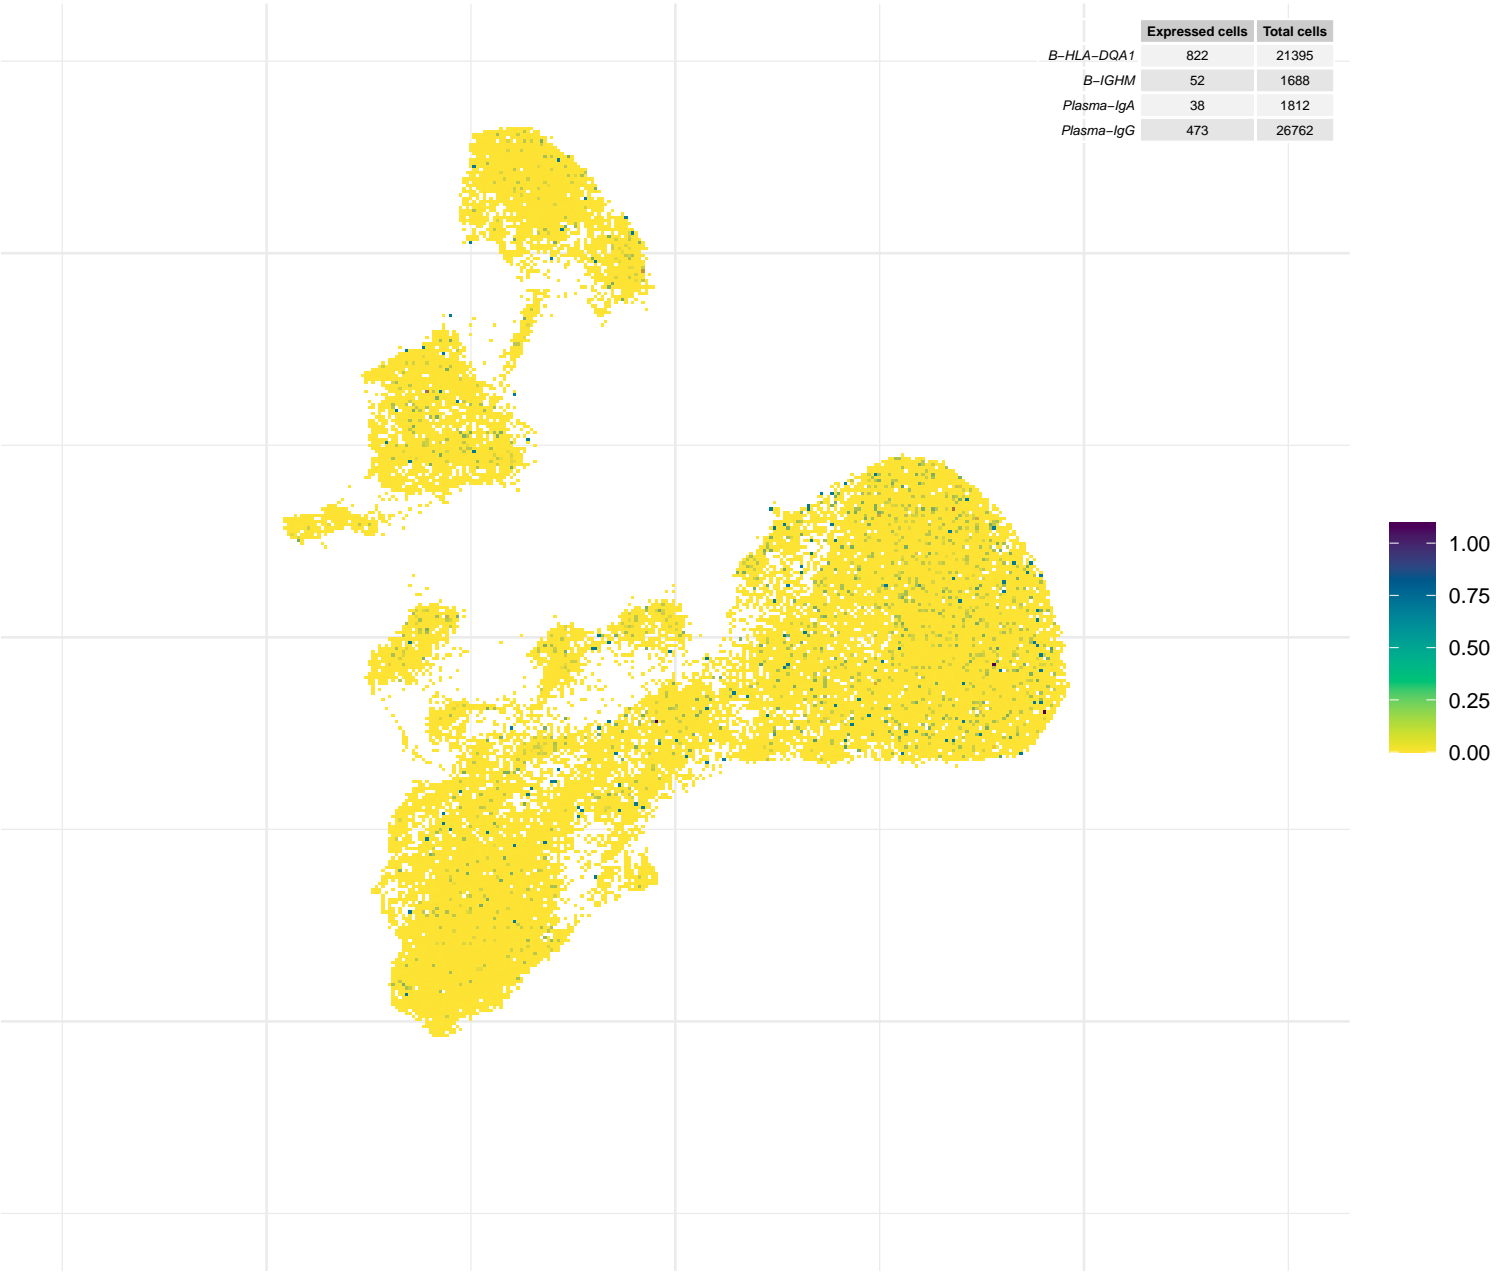 Expressed cells Total cells
B−HLA−DQA1 822 21395
B−IGHM 52 1688
Plasma−IgA 38 1812
Plasma−IgG 473 26762
1.00
0.75
0.50
0.25
0.00